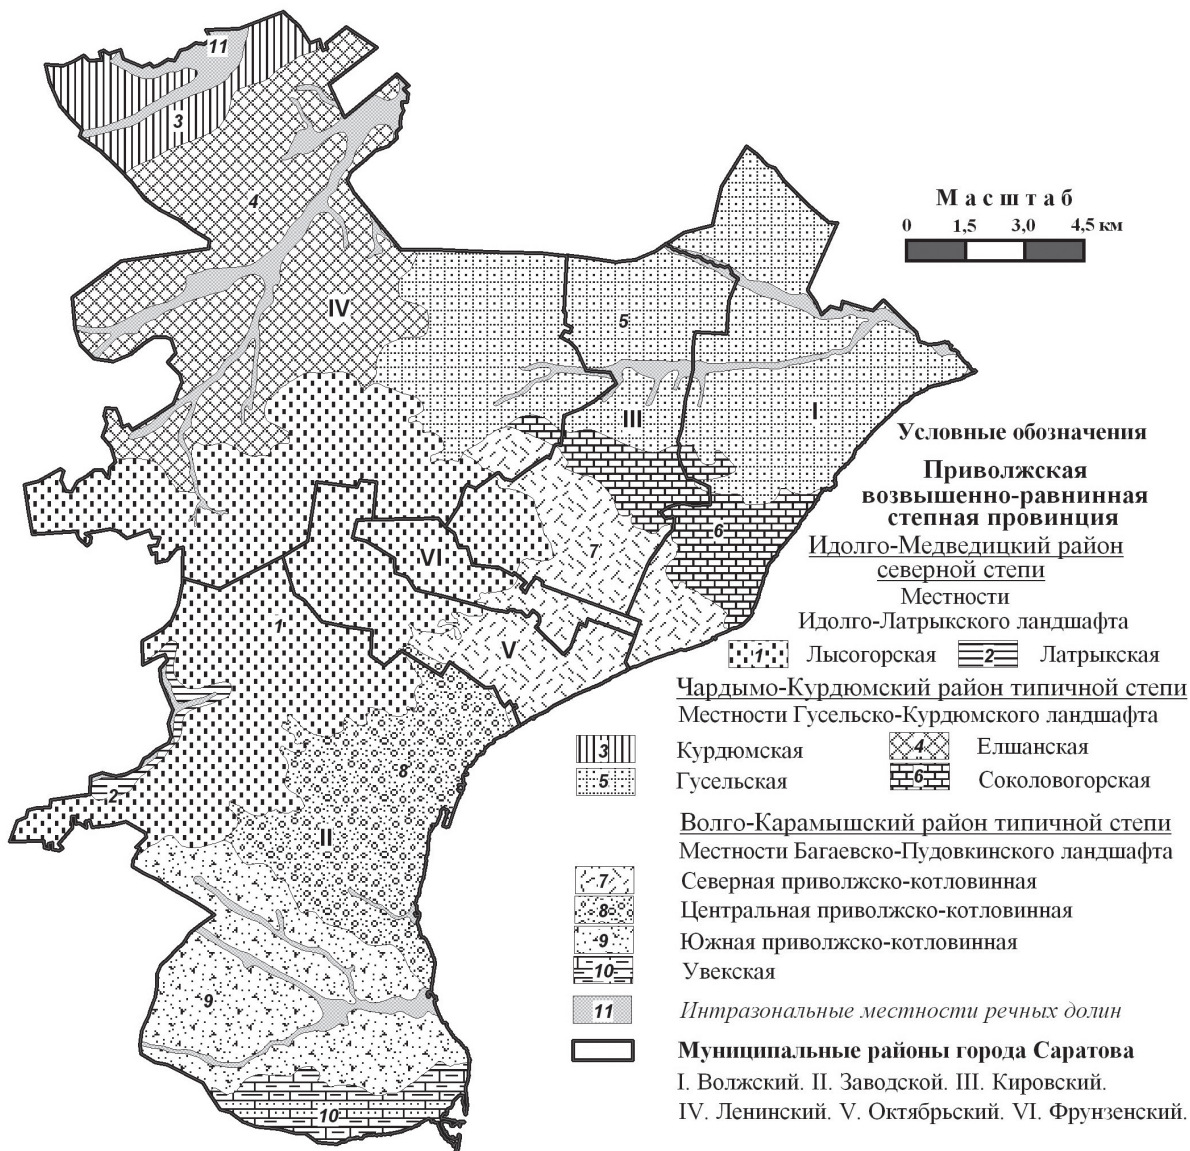 11
3
4
IV
5
III
I
6
7
VI
V
1
2
8
II
9
10
Масштаб
0 1,5 3,0 4,5 км
Условные обозначения
Приволжская
возвышенно-равнинная
степная провинция
Идолго-Медведицкий район
северной степи
Местности
Идолго-Латрыкского ландшафта
1 Лысогорская 2 Латрыкская
Чардымо-Курдюмский район типичной степи
Местности Гусельско-Курдюмского ландшафта
3 Курдюмская 4 Елшанская
5 Гусельская 6 Соколовогорская
Волго-Карамышский район типичной степи
Местности Багаевско-Пудовкинского ландшафта
7 Северная приволжско-котловинная
8 Центральная приволжско-котловинная
9 Южная приволжско-котловинная
10 Увекская
11 Интразональные местности речных долин
Муниципальные районы города Саратова
I. Волжский. II. Заводской. III. Кировский.
IV. Ленинский. V. Октябрьский. VI. Фрунзенский.